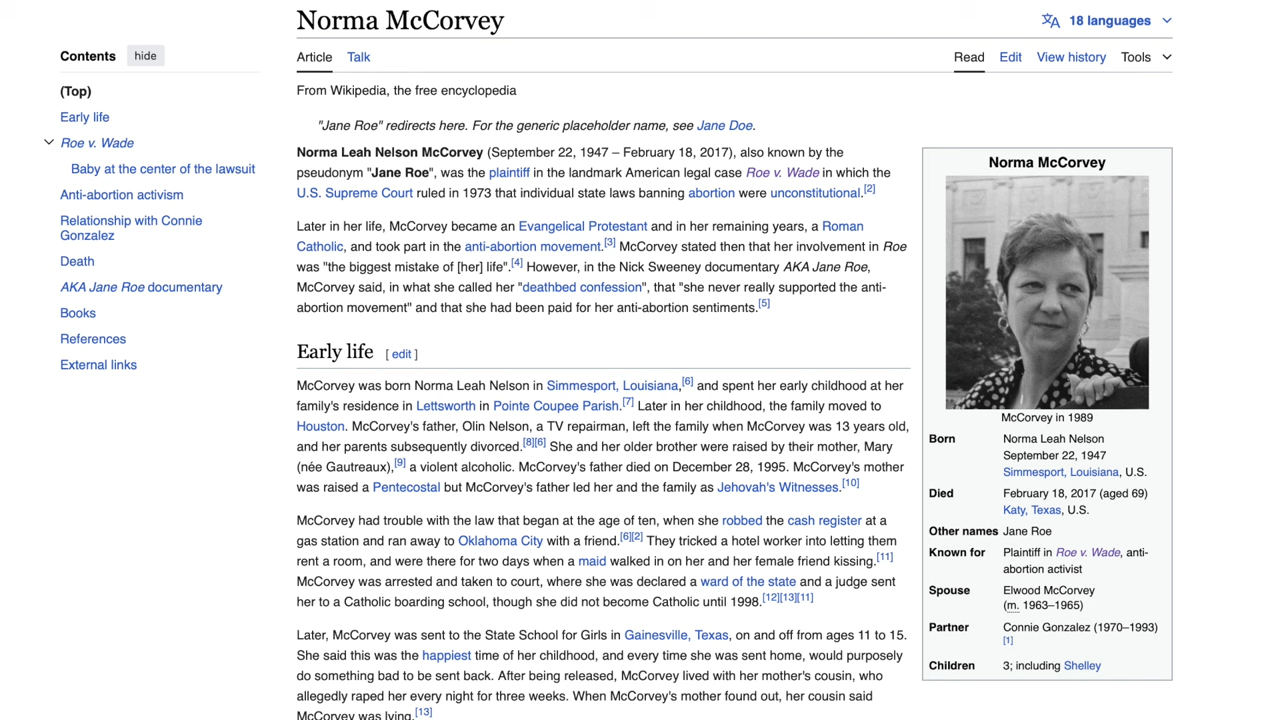 Norma McCorvey
18 languages
Contents hide
Article Talk
Read Edit View history Tools
(Top)
Early life
Roe v. Wade
Baby at the center of the lawsuit
Anti-abortion activism
Relationship with Connie
Gonzalez
Death
AKA Jane Roe documentary
Books
References
External links
From Wikipedia, the free encyclopedia
"Jane Roe" redirects here. For the generic placeholder name, see Jane Doe.
Norma Leah Nelson McCorvey (September 22, 1947 – February 18, 2017), also known by the
pseudonym "Jane Roe", was the plaintiff in the landmark American legal case Roe v. Wade in which the
U.S. Supreme Court ruled in 1973 that individual state laws banning abortion were unconstitutional.[2]
Later in her life, McCorvey became an Evangelical Protestant and in her remaining years, a Roman
Catholic, and took part in the anti-abortion movement.[3] McCorvey stated then that her involvement in Roe
was "the biggest mistake of [her] life".[4] However, in the Nick Sweeney documentary AKA Jane Roe,
McCorvey said, in what she called her "deathbed confession", that "she never really supported the anti-
abortion movement" and that she had been paid for her anti-abortion sentiments.[5]
Early life [ edit ]
McCorvey was born Norma Leah Nelson in Simmesport, Louisiana,[6] and spent her early childhood at her
family's residence in Lettsworth in Pointe Coupee Parish.[7] Later in her childhood, the family moved to
Houston. McCorvey's father, Olin Nelson, a TV repairman, left the family when McCorvey was 13 years old,
and her parents subsequently divorced.[8][6] She and her older brother were raised by their mother, Mary
(née Gautreaux),[9] a violent alcoholic. McCorvey's father died on December 28, 1995. McCorvey's mother
was raised a Pentecostal but McCorvey's father led her and the family as Jehovah's Witnesses.[10]
McCorvey had trouble with the law that began at the age of ten, when she robbed the cash register at a
gas station and ran away to Oklahoma City with a friend.[6][2] They tricked a hotel worker into letting them
rent a room, and were there for two days when a maid walked in on her and her female friend kissing.[11]
McCorvey was arrested and taken to court, where she was declared a ward of the state and a judge sent
her to a Catholic boarding school, though she did not become Catholic until 1998.[12][13][11]
Later, McCorvey was sent to the State School for Girls in Gainesville, Texas, on and off from ages 11 to 15.
She said this was the happiest time of her childhood, and every time she was sent home, would purposely
do something bad to be sent back. After being released, McCorvey lived with her mother's cousin, who
allegedly raped her every night for three weeks. When McCorvey's mother found out, her cousin said
McCorvey was lying.[13]
Norma McCorvey
McCorvey in 1989
Born Norma Leah Nelson
September 22, 1947
Simmesport, Louisiana, U.S.
Died February 18, 2017 (aged 69)
Katy, Texas, U.S.
Other names Jane Roe
Known for Plaintiff in Roe v. Wade, anti-
abortion activist
Spouse Elwood McCorvey
(m. 1963–1965)
Partner Connie Gonzalez (1970–1993)
[1]
Children 3; including Shelley